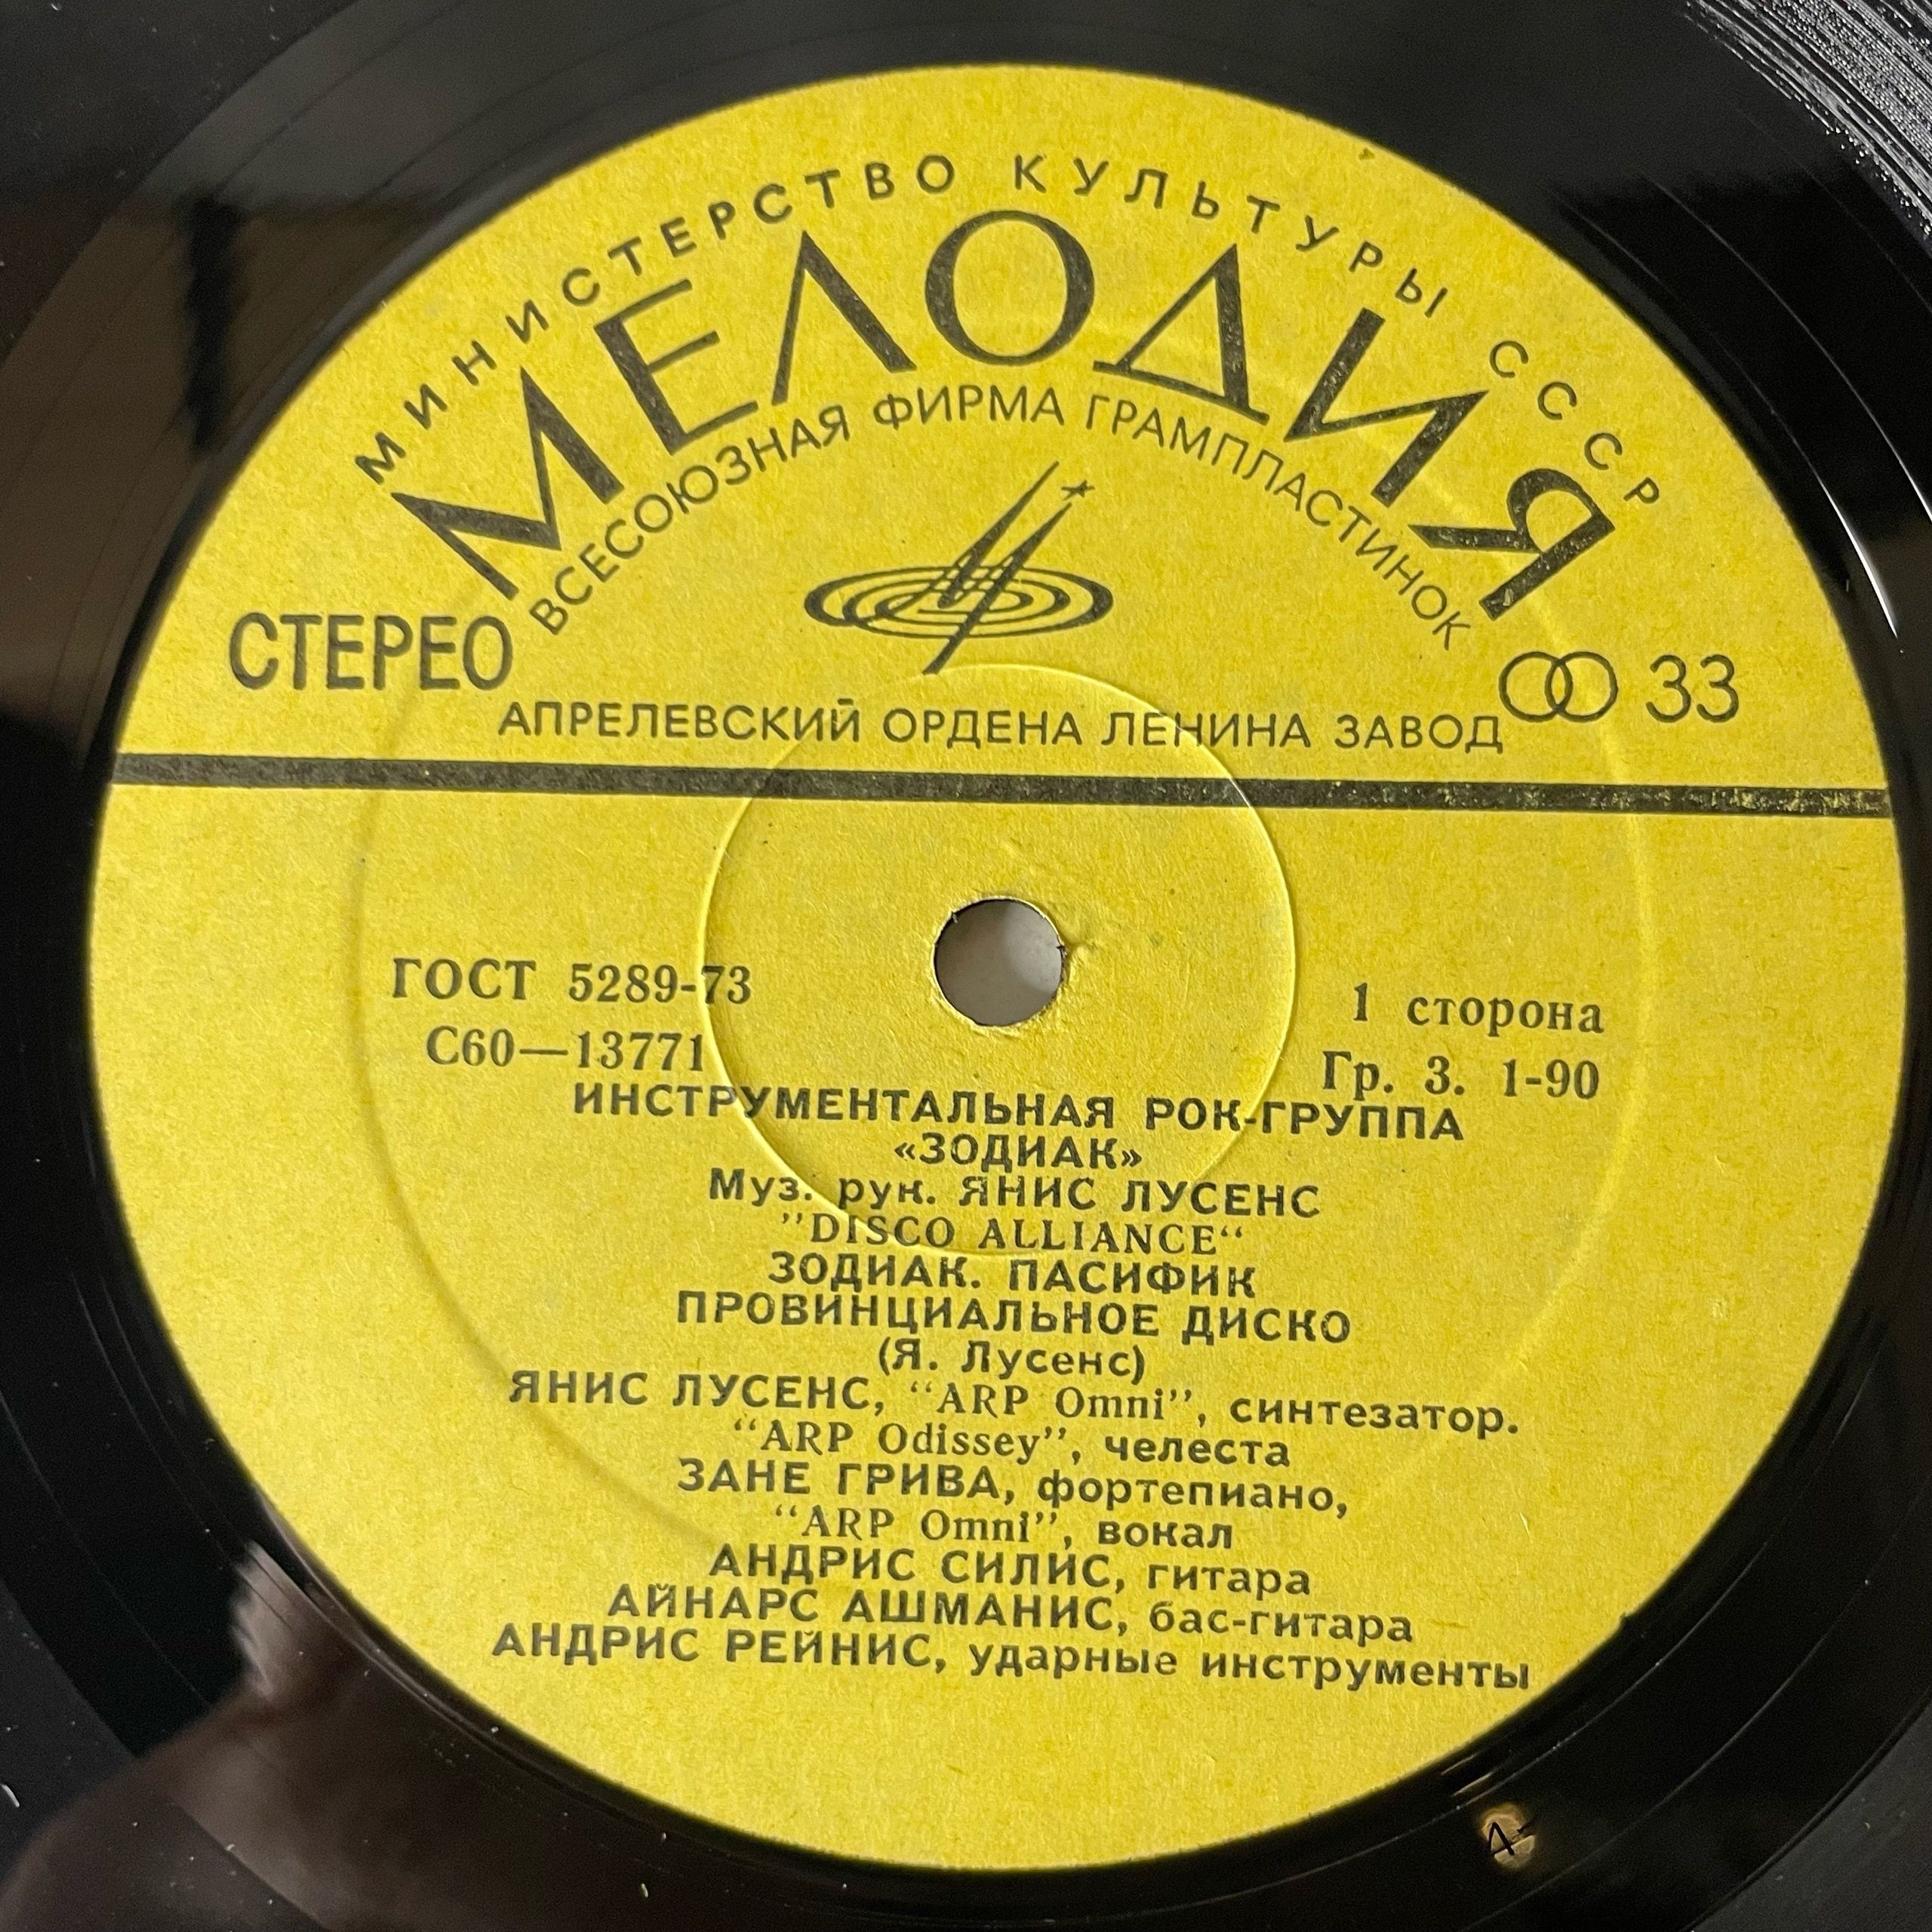 МИНИСТЕРСТВО КУЛЬТУРЫ СССР
МЕЛОДИЯ
ВСЕСОЮЗНАЯ ФИРМА ГРАМПЛАСТИНОК
СТЕРЕО
33
АПРЕЛЕВСКИЙ ОРДЕНА ЛЕНИНА ЗАВОД
ГОСТ 5289-73
1 сторона
С60—13771
Гр. 3. 1-90
ИНСТРУМЕНТАЛЬНАЯ РОК-ГРУППА
«ЗОДИАК»
Муз. рук. ЯНИС ЛУСЕНС
”DISCO ALLIANCE“
ЗОДИАК. ПАСИФИК
ПРОВИНЦИАЛЬНОЕ ДИСКО
(Я. Лусенс)
ЯНИС ЛУСЕНС, “ARP Omni”, синтезатор.
“ARP Odissey”, челеста
ЗАНЕ ГРИВА, фортепиано,
“ARP Omni”, вокал
АНДРИС СИЛИС, гитара
АЙНАРС АШМАНИС, бас-гитара
АНДРИС РЕЙНИС, ударные инструменты